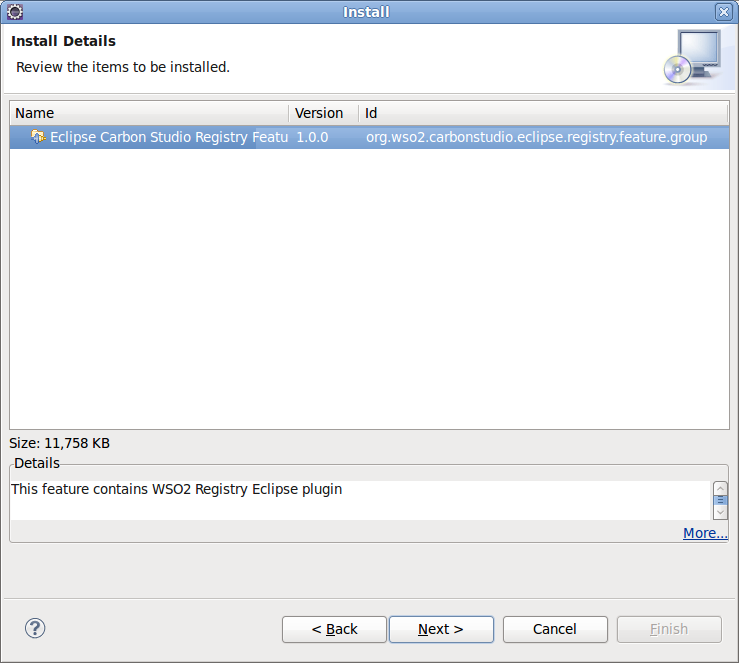 Install
Install Details
Review the items to be installed.
Name Version Id
Eclipse Carbon Studio Registry Featu 1.0.0 org.wso2.carbonstudio.eclipse.registry.feature.group
Size: 11,758 KB
Details
This feature contains WSO2 Registry Eclipse plugin
More...
? < Back Next > Cancel Finish